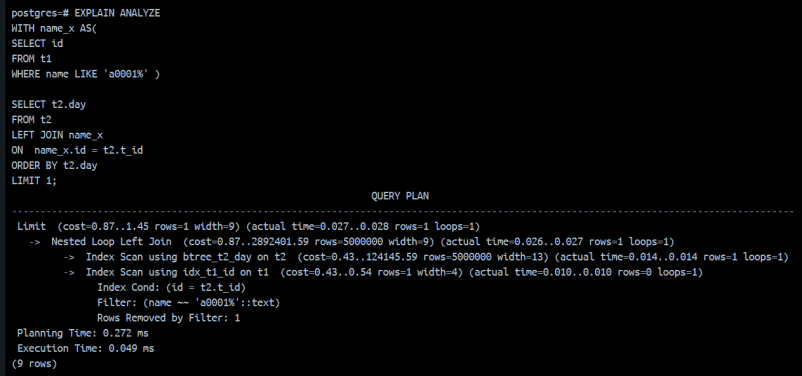 postgres=# EXPLAIN ANALYZE
WITH name_x AS(
SELECT id
FROM t1
WHERE name LIKE 'a0001%' )
SELECT t2.day
FROM t2
LEFT JOIN name_x
ON  name_x.id = t2.t_id
ORDER BY t2.day
LIMIT 1;
QUERY PLAN
--------------------------------------------------------------------------------------------------------------------------------------
Limit  (cost=0.87..1.45 rows=1 width=9) (actual time=0.027..0.028 rows=1 loops=1)
  ->  Nested Loop Left Join  (cost=0.87..2892401.59 rows=5000000 width=9) (actual time=0.026..0.027 rows=1 loops=1)
        ->  Index Scan using btree_t2_day on t2  (cost=0.43..124145.59 rows=5000000 width=13) (actual time=0.014..0.014 rows=1 loops=1)
        ->  Index Scan using idx_t1_id on t1  (cost=0.43..0.54 rows=1 width=4) (actual time=0.010..0.010 rows=0 loops=1)
              Index Cond: (id = t2.t_id)
              Filter: (name ~~ 'a0001%'::text)
              Rows Removed by Filter: 1
Planning Time: 0.272 ms
Execution Time: 0.049 ms
(9 rows)